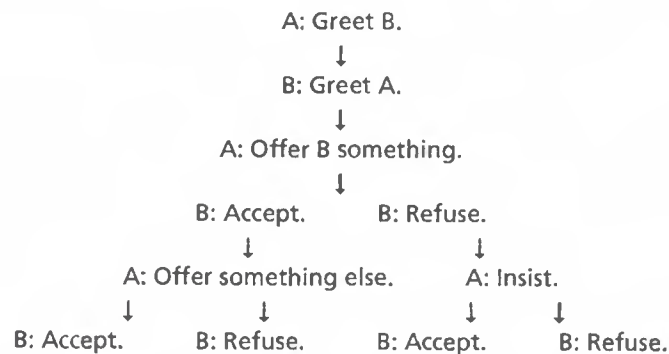 A: Greet B.
B: Greet A.
A: Offer B something.
B: Accept. B: Refuse.
A: Offer something else. A: Insist.
B: Accept. B: Refuse. B: Accept. B: Refuse.